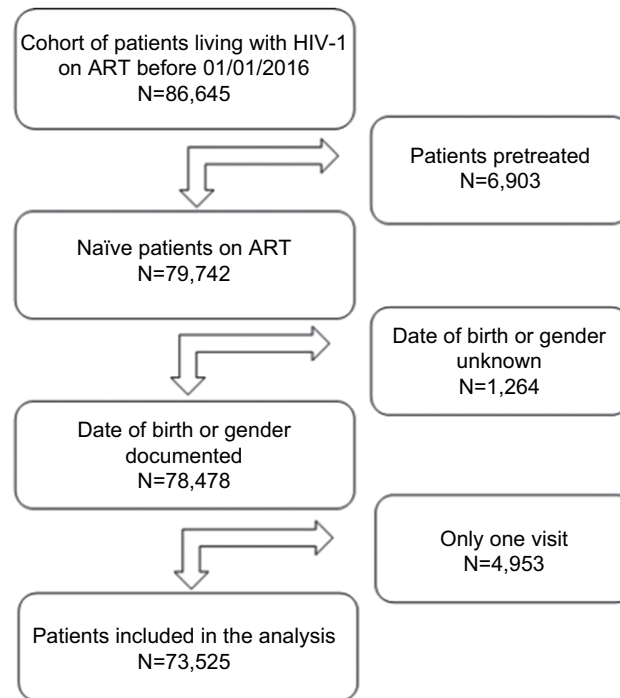 Cohort of patients living with HIV-1
on ART before 01/01/2016
N=86,645
Patients pretreated
N=6,903
Naïve patients on ART
N=79,742
Date of birth or gender
unknown
N=1,264
Date of birth or gender
documented
N=78,478
Only one visit
N=4,953
Patients included in the analysis
N=73,525